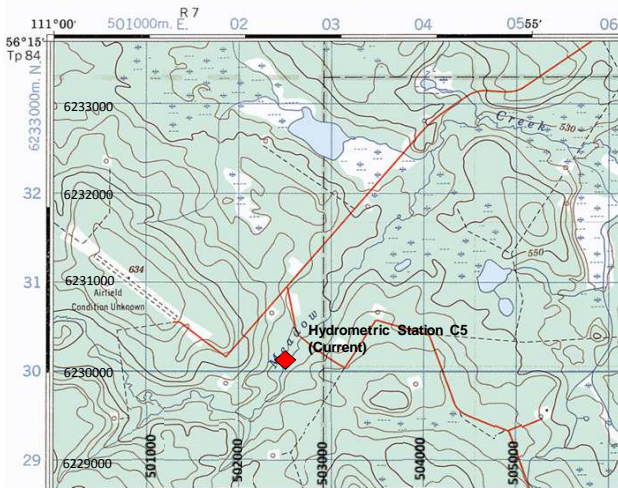 R 7
111°00' 501000m. E. 02 03 04 05 55' 06
56°15'
Tp 84
6233000m. N.
6233000
Creek
530
32
6232000
31
6231000
634
Airfield
Condition Unknown
550
Meadow
Hydrometric Station C5
(Current)
30
6230000
29
6229000
501000
502000
503000
504000
505000